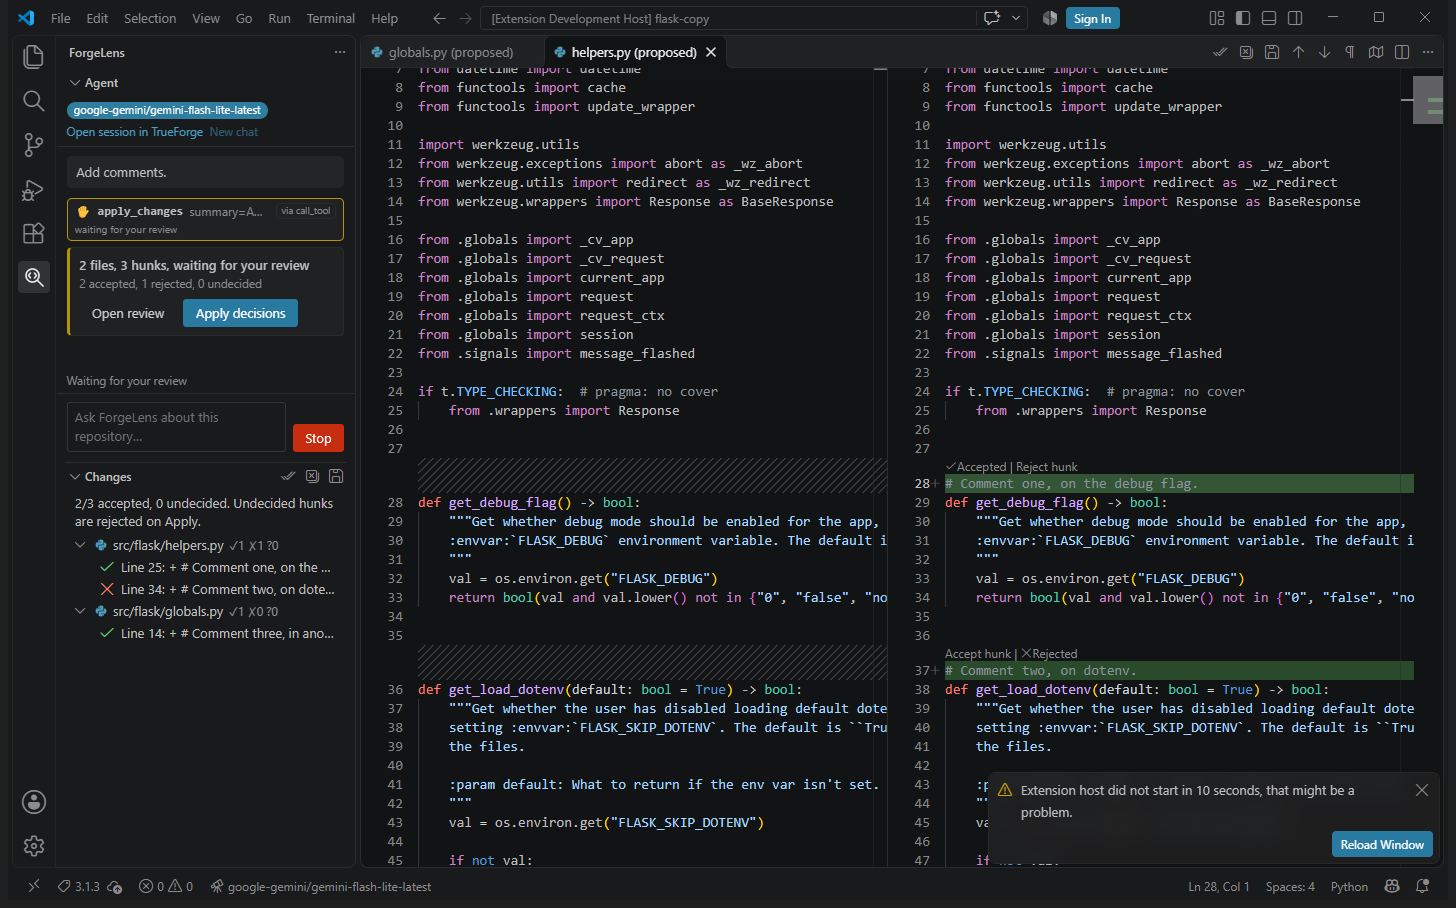 File Edit Selection View Go Run Terminal Help
[Extension Development Host] flask-copy
Sign In
ForgeLens
Agent
google-gemini/gemini-flash-lite-latest
Open session in TrueForge New chat
Add comments.
apply_changes summary=A... via call_tool
waiting for your review
2 files, 3 hunks, waiting for your review
2 accepted, 1 rejected, 0 undecided
Open review Apply decisions
Waiting for your review
Ask ForgeLens about this
repository...
Stop
Changes
2/3 accepted, 0 undecided. Undecided hunks
are rejected on Apply.
src/flask/helpers.py ✓1 ✗1 ?0
Line 25: + # Comment one, on the ...
Line 34: + # Comment two, on dote...
src/flask/globals.py ✓1 ✗0 ?0
Line 14: + # Comment three, in ano...
globals.py (proposed) helpers.py (proposed)
7 from datetime import datetime
8 from functools import cache
9 from functools import update_wrapper
10
11 import werkzeug.utils
12 from werkzeug.exceptions import abort as _wz_abort
13 from werkzeug.utils import redirect as _wz_redirect
14 from werkzeug.wrappers import Response as BaseResponse
15
16 from .globals import _cv_app
17 from .globals import _cv_request
18 from .globals import current_app
19 from .globals import request
20 from .globals import request_ctx
21 from .globals import session
22 from .signals import message_flashed
23
24 if t.TYPE_CHECKING:  # pragma: no cover
25     from .wrappers import Response
26
27
28 def get_debug_flag() -> bool:
29     """Get whether debug mode should be enabled for the app,
30     :envvar:`FLASK_DEBUG` environment variable. The default i
31     """
32     val = os.environ.get("FLASK_DEBUG")
33     return bool(val and val.lower() not in {"0", "false", "no
34
35
36 def get_load_dotenv(default: bool = True) -> bool:
37     """Get whether the user has disabled loading default dote
38     setting :envvar:`FLASK_SKIP_DOTENV`. The default is ``Tru
39     the files.
40
41     :param default: What to return if the env var isn't set.
42     """
43     val = os.environ.get("FLASK_SKIP_DOTENV")
44
45     if not val:
7 from datetime import datetime
8 from functools import cache
9 from functools import update_wrapper
10
11 import werkzeug.utils
12 from werkzeug.exceptions import abort as _wz_abort
13 from werkzeug.utils import redirect as _wz_redirect
14 from werkzeug.wrappers import Response as BaseResponse
15
16 from .globals import _cv_app
17 from .globals import _cv_request
18 from .globals import current_app
19 from .globals import request
20 from .globals import request_ctx
21 from .globals import session
22 from .signals import message_flashed
23
24 if t.TYPE_CHECKING:  # pragma: no cover
25     from .wrappers import Response
26
27
✓Accepted | Reject hunk
28+ # Comment one, on the debug flag.
29 def get_debug_flag() -> bool:
30     """Get whether debug mode should be enabled for the app,
31     :envvar:`FLASK_DEBUG` environment variable. The default i
32     """
33     val = os.environ.get("FLASK_DEBUG")
34     return bool(val and val.lower() not in {"0", "false", "no
35
36
Accept hunk | ✗Rejected
37+ # Comment two, on dotenv.
38 def get_load_dotenv(default: bool = True) -> bool:
39     """Get whether the user has disabled loading default dote
40     setting :envvar:`FLASK_SKIP_DOTENV`. The default is ``Tru
41     the files.
42
43
44
45
46
47
Extension host did not start in 10 seconds, that might be a
problem.
Reload Window
3.1.3 0 0 google-gemini/gemini-flash-lite-latest
Ln 28, Col 1 Spaces: 4 Python